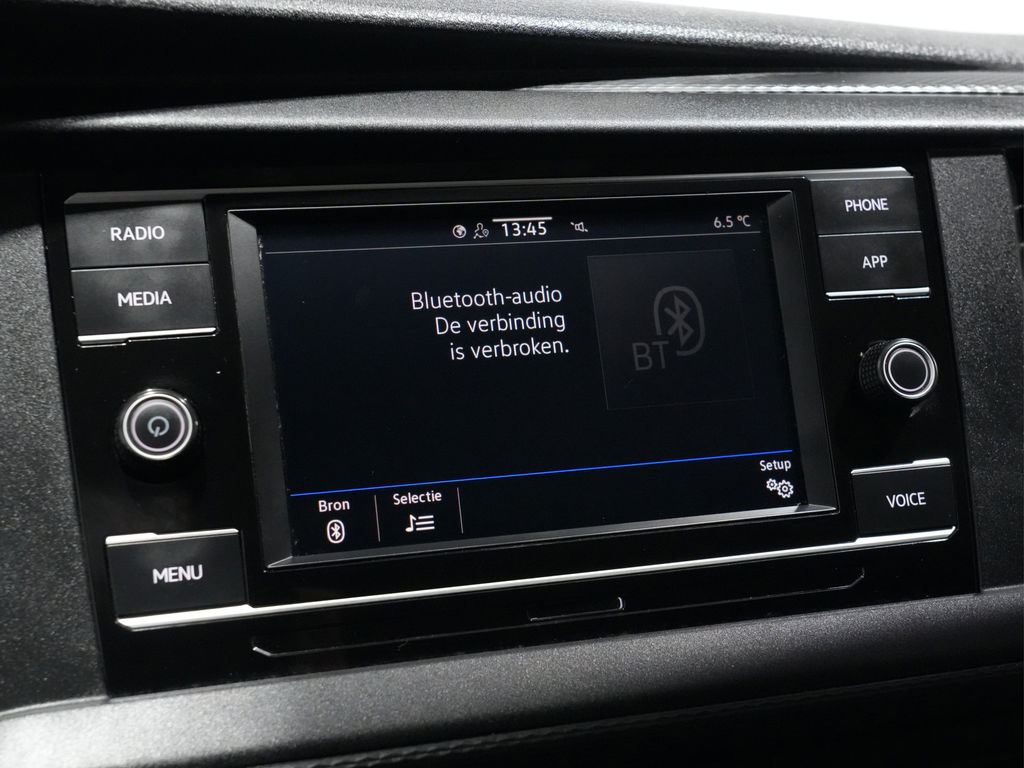 RADIO
MEDIA
MENU
13:45
6.5 °C
Bluetooth-audio
De verbinding
is verbroken.
BT
Bron
Selectie
Setup
PHONE
APP
VOICE